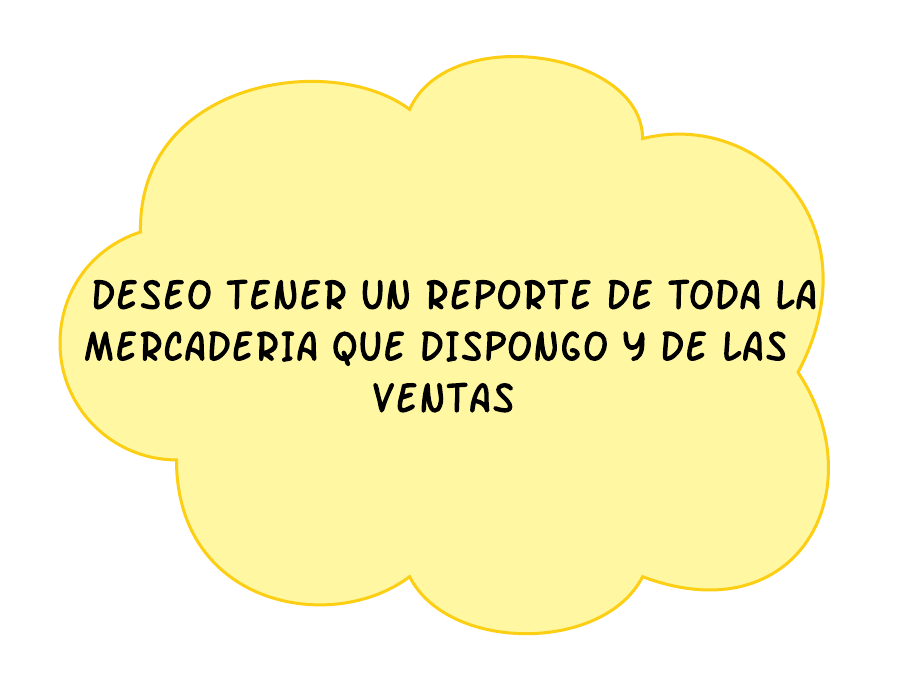 DESEO TENER UN REPORTE DE TODA LA
MERCADERIA QUE DISPONGO Y DE LAS
VENTAS